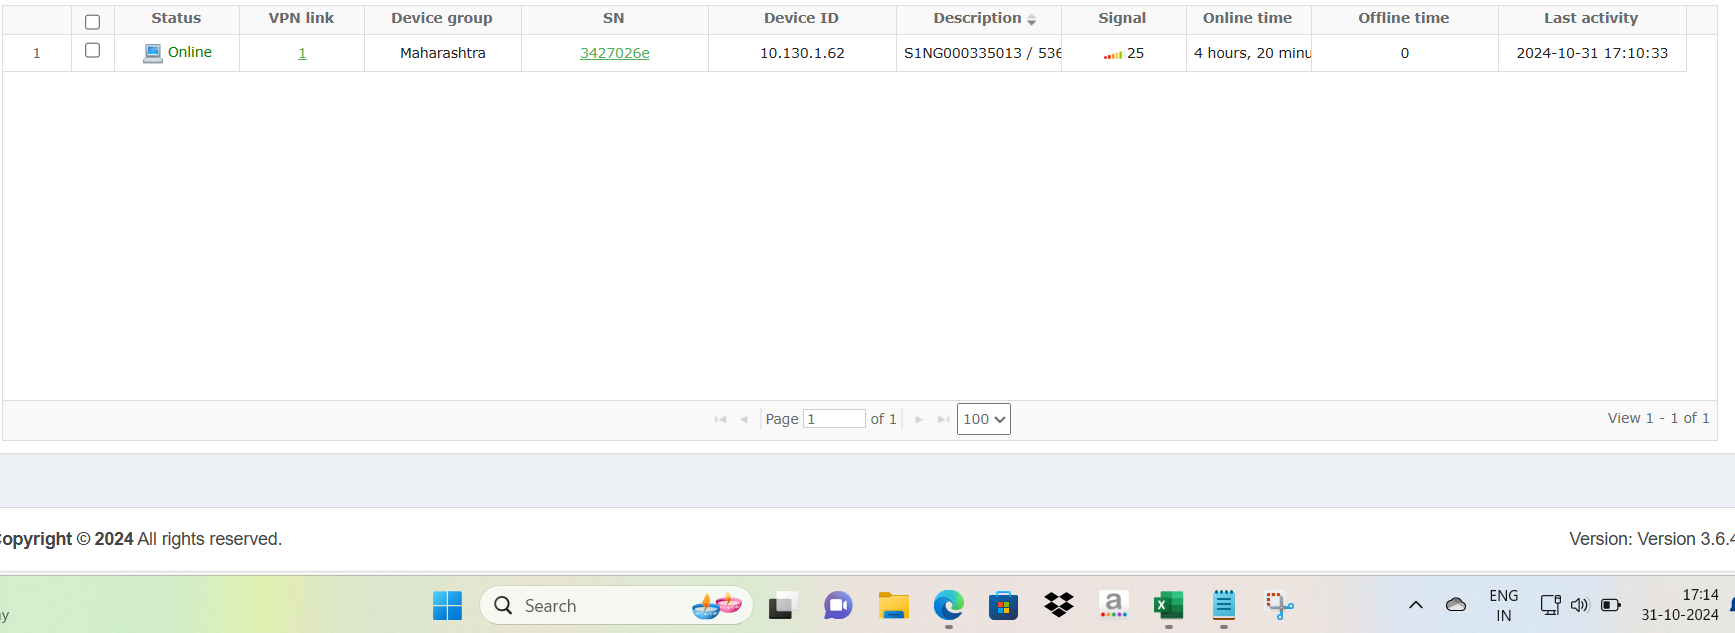 Status VPN link Device group SN Device ID Description Signal Online time Offline time Last activity
1 Online 1 Maharashtra 3427026e 10.130.1.62 S1NG000335013 / 536 25 4 hours, 20 minu 0 2024-10-31 17:10:33
Page 1 of 1 100 View 1 - 1 of 1
opyright © 2024 All rights reserved. Version: Version 3.6.4
Search ENG 17:14
y IN 31-10-2024